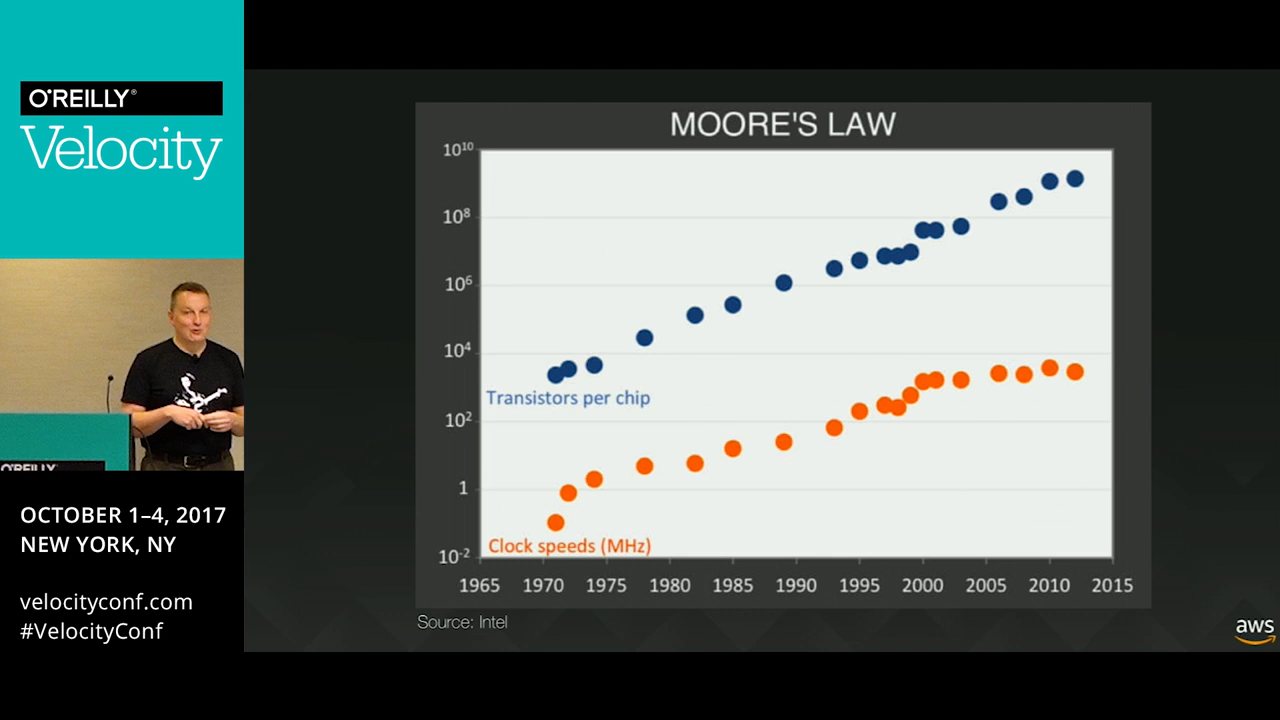 O'REILLY®
Velocity
O'REILLY
OCTOBER 1–4, 2017
NEW YORK, NY
velocityconf.com
#VelocityConf
MOORE'S LAW
10¹⁰
10⁸
10⁶
10⁴
10²
1
10⁻²
Transistors per chip
Clock speeds (MHz)
1965 1970 1975 1980 1985 1990 1995 2000 2005 2010 2015
Source: Intel
aws